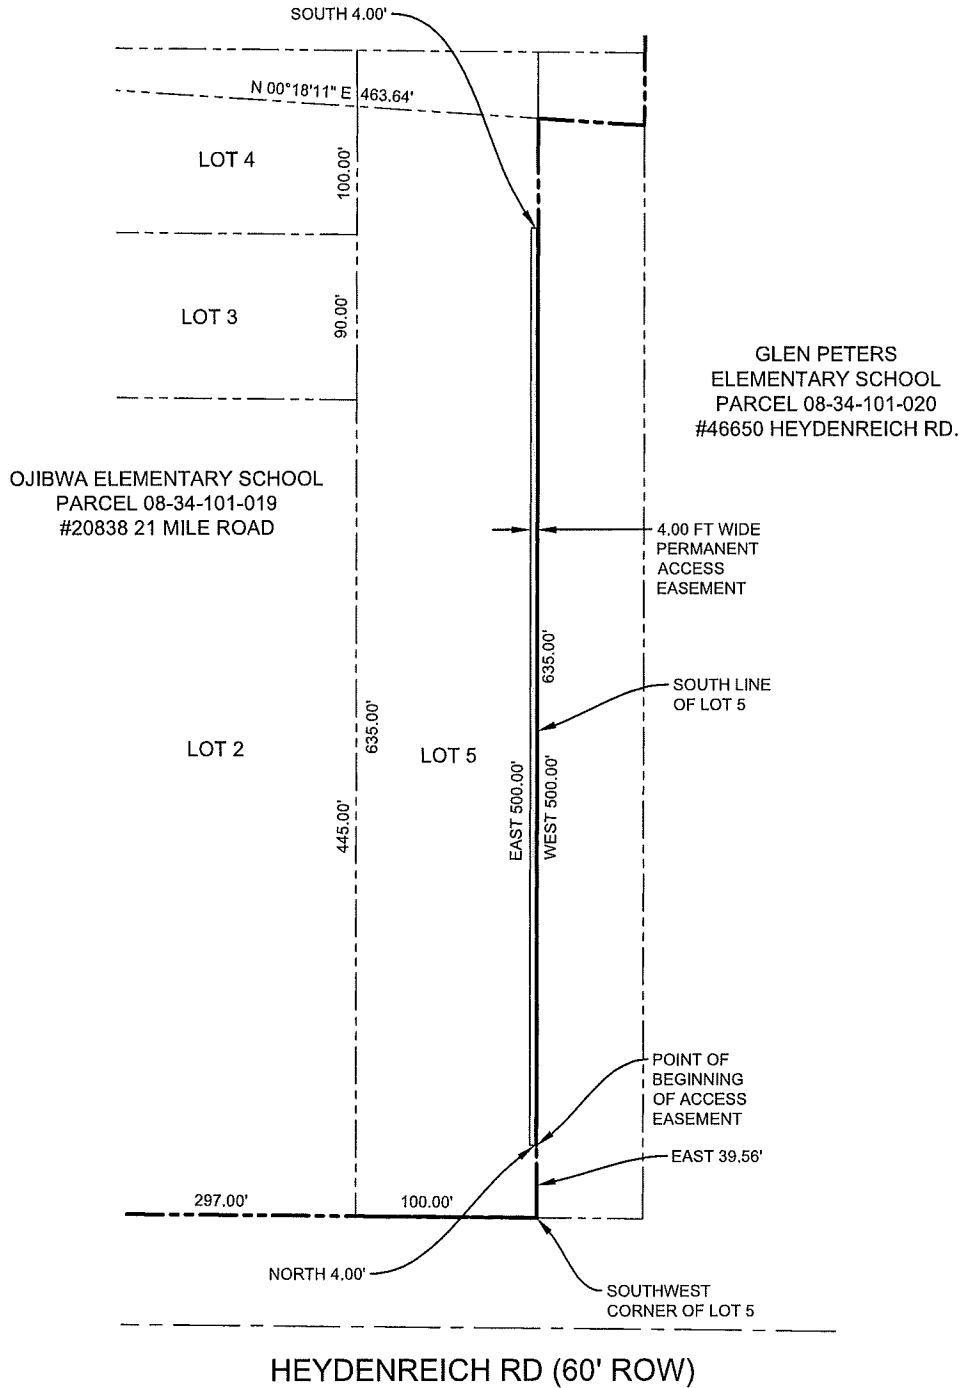 SOUTH 4.00'
N 00°18'11" E 463.64'
LOT 4
100.00'
LOT 3
90.00'
GLEN PETERS
ELEMENTARY SCHOOL
PARCEL 08-34-101-020
#46650 HEYDENREICH RD.
OJIBWA ELEMENTARY SCHOOL
PARCEL 08-34-101-019
#20838 21 MILE ROAD
4.00 FT WIDE
PERMANENT
ACCESS
EASEMENT
635.00'
SOUTH LINE
OF LOT 5
LOT 2
635.00'
LOT 5
445.00'
EAST 500.00'
WEST 500.00'
POINT OF
BEGINNING
OF ACCESS
EASEMENT
EAST 39.56'
297.00'
100.00'
NORTH 4.00'
SOUTHWEST
CORNER OF LOT 5
HEYDENREICH RD (60' ROW)